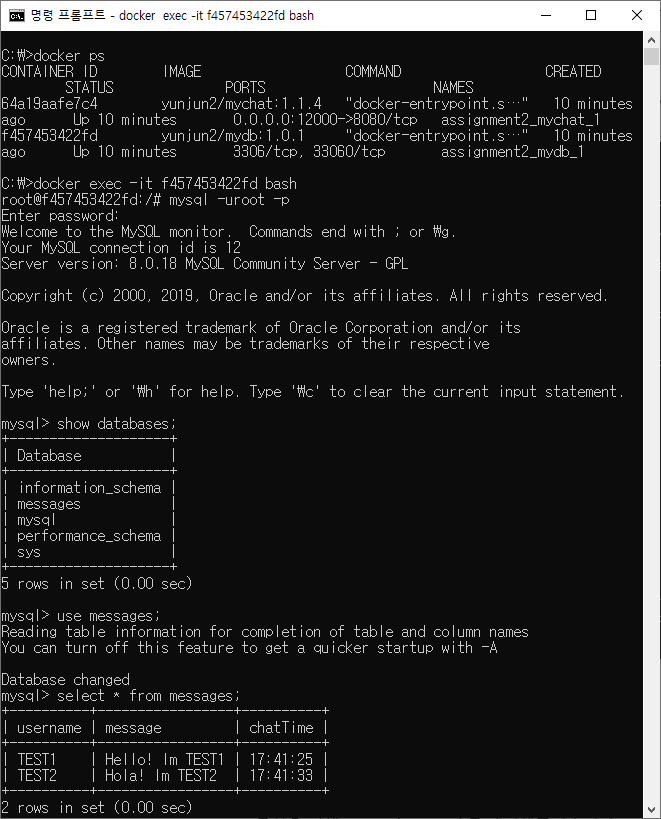 명령 프롬프트 - docker  exec -it f457453422fd bash
C:\>docker ps
CONTAINER ID        IMAGE                  COMMAND                  CREATED
        STATUS              PORTS                        NAMES
64a19aafe7c4        yunjun2/mychat:1.1.4   "docker-entrypoint.s…"   10 minutes
ago      Up 10 minutes       0.0.0.0:12000->8080/tcp   assignment2_mychat_1
f457453422fd        yunjun2/mydb:1.0.1     "docker-entrypoint.s…"   10 minutes
ago      Up 10 minutes       3306/tcp, 33060/tcp       assignment2_mydb_1
C:\>docker exec -it f457453422fd bash
root@f457453422fd:/# mysql -uroot -p
Enter password:
Welcome to the MySQL monitor.  Commands end with ; or \g.
Your MySQL connection id is 12
Server version: 8.0.18 MySQL Community Server - GPL
Copyright (c) 2000, 2019, Oracle and/or its affiliates. All rights reserved.
Oracle is a registered trademark of Oracle Corporation and/or its
affiliates. Other names may be trademarks of their respective
owners.
Type 'help;' or '\h' for help. Type '\c' to clear the current input statement.
mysql> show databases;
+--------------------+
| Database           |
+--------------------+
| information_schema |
| messages           |
| mysql              |
| performance_schema |
| sys                |
+--------------------+
5 rows in set (0.00 sec)
mysql> use messages;
Reading table information for completion of table and column names
You can turn off this feature to get a quicker startup with -A
Database changed
mysql> select * from messages;
+----------+-----------------+----------+
| username | message         | chatTime |
+----------+-----------------+----------+
| TEST1    | Hello! Im TEST1 | 17:41:25 |
| TEST2    | Hola! Im TEST2  | 17:41:33 |
+----------+-----------------+----------+
2 rows in set (0.00 sec)